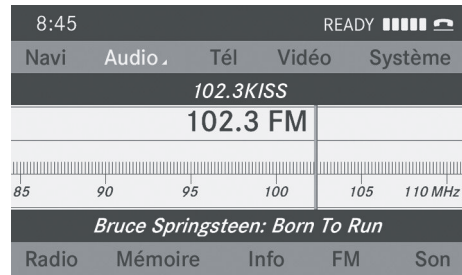 8:45 READY
Navi Audio Tél Vidéo Système
102.3KISS
102.3 FM
85 90 95 100 105 110 MHz
Bruce Springsteen: Born To Run
Radio Mémoire Info FM Son